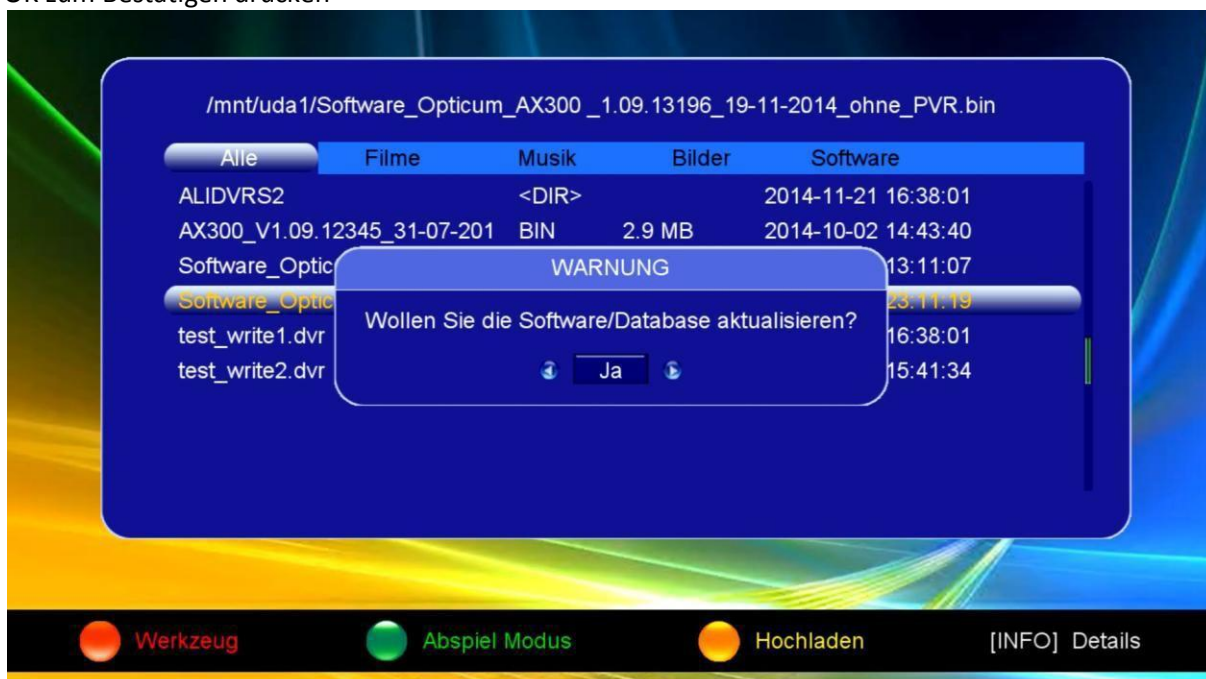 OK zum Bestätigen drücken
/mnt/uda1/Software_Opticum_AX300 _1.09.13196_19-11-2014_ohne_PVR.bin
Alle Filme Musik Bilder Software
ALIDVRS2 <DIR> 2014-11-21 16:38:01
AX300_V1.09.12345_31-07-201 BIN 2.9 MB 2014-10-02 14:43:40
Software_Optic 13:11:07
WARNUNG
Software_Optic 23:11:19
Wollen Sie die Software/Database aktualisieren?
test_write1.dvr 16:38:01
Ja
test_write2.dvr 15:41:34
Werkzeug Abspiel Modus Hochladen [INFO] Details